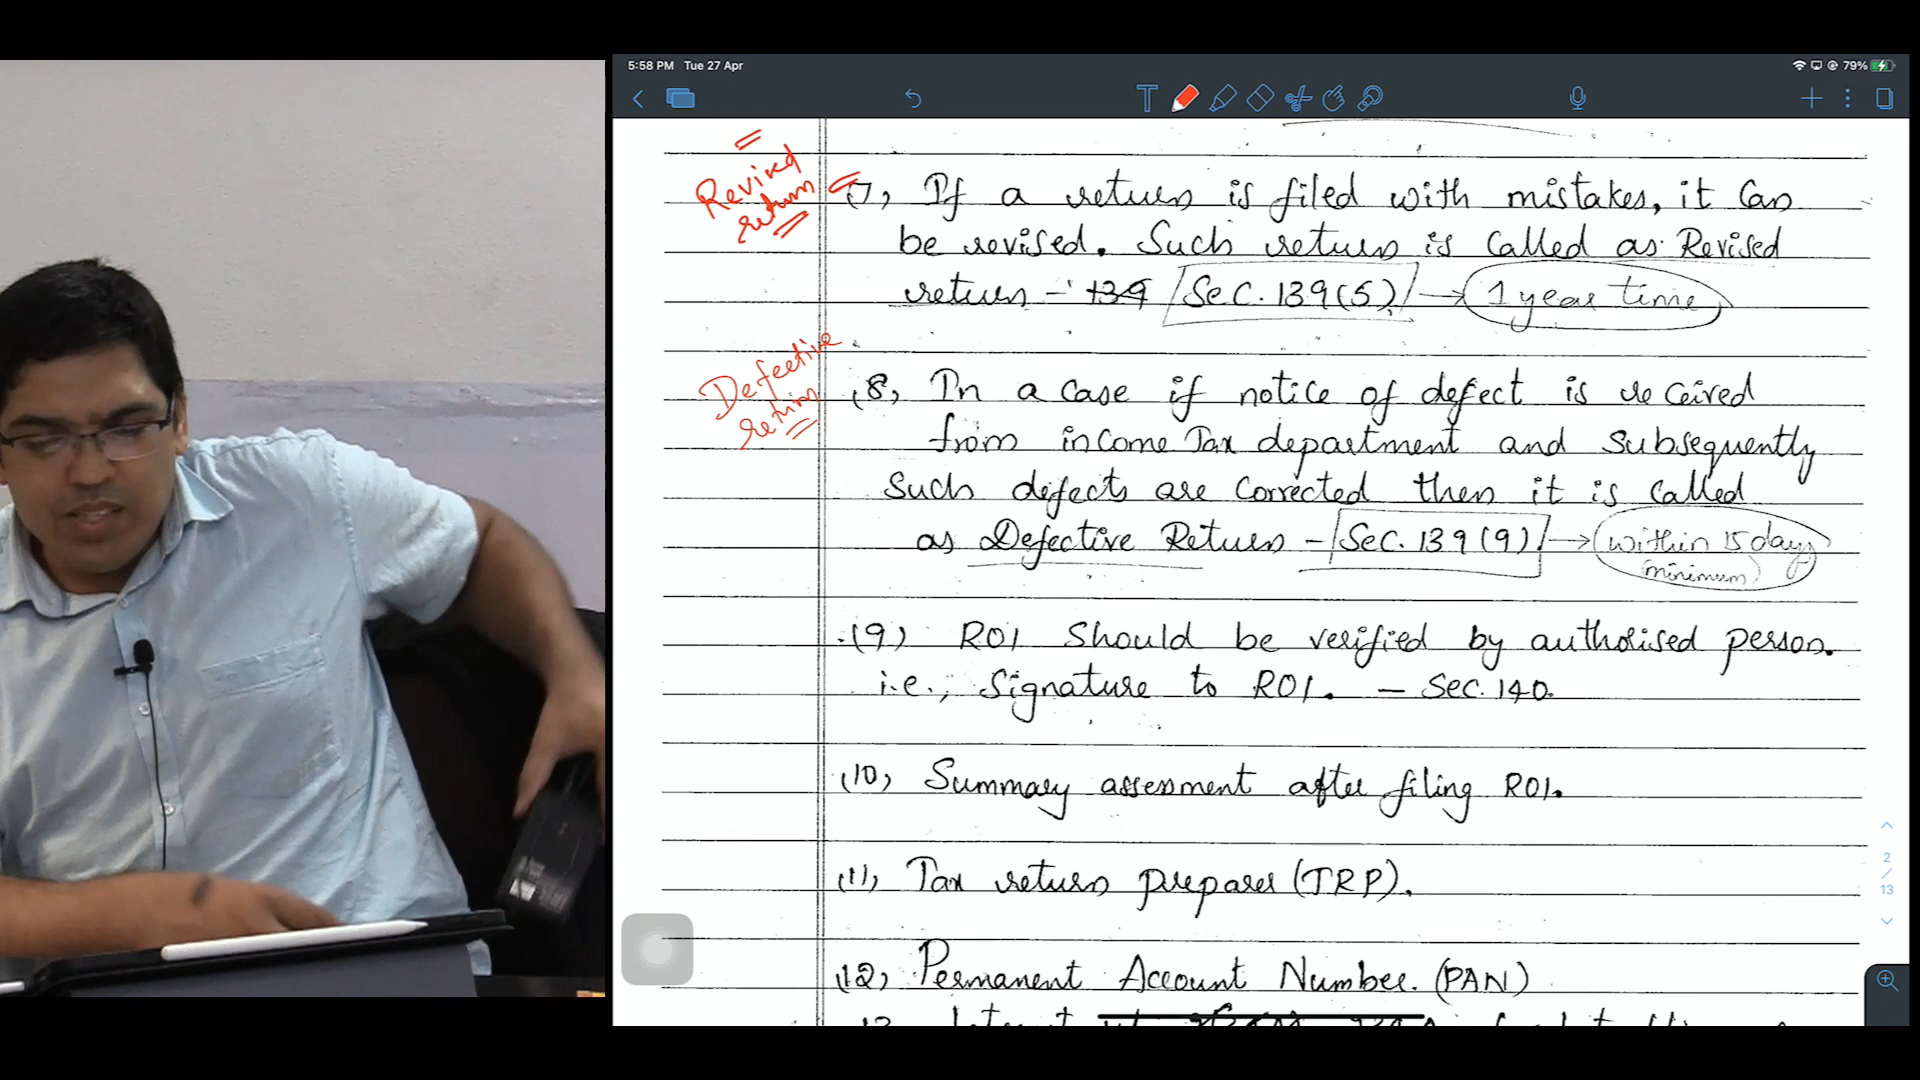 5:58 PM Tue 27 Apr
79%
T
Revised
return
(7) If a return is filed with mistakes, it can
be revised. Such return is called as Revised
return - 139 Sec. 139(5) → 1 year time
Defective
return
(8) In a case if notice of defect is received
from income Tax department and subsequently
Such defects are corrected then it is called
as Defective Return - Sec. 139(9) → within 15 days
(minimum)
(9) ROI should be verified by authorised person.
i.e., Signature to ROI. - Sec. 140.
(10) Summary assessment after filing ROI.
(11) Tax return preparer (TRP).
(12) Permanent Account Number. (PAN)
2
/
13